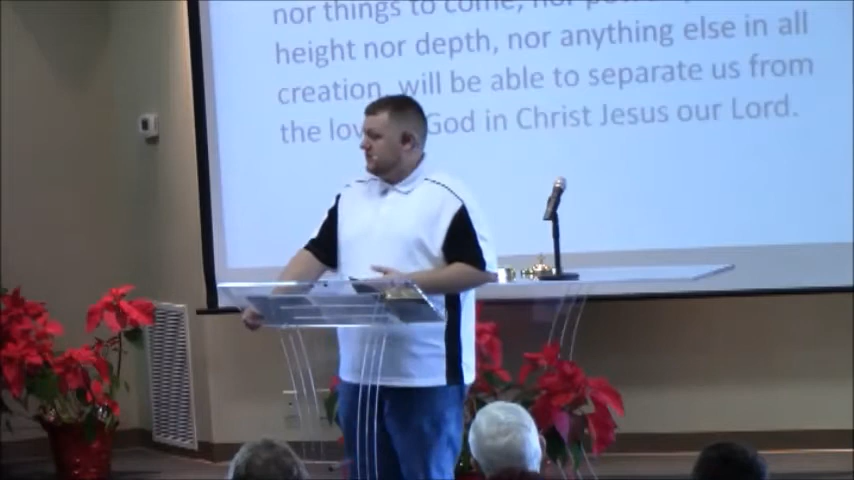 nor things to come, nor
height nor depth, nor anything else in all
creation, will be able to separate us from
the God in Christ Jesus our Lord.